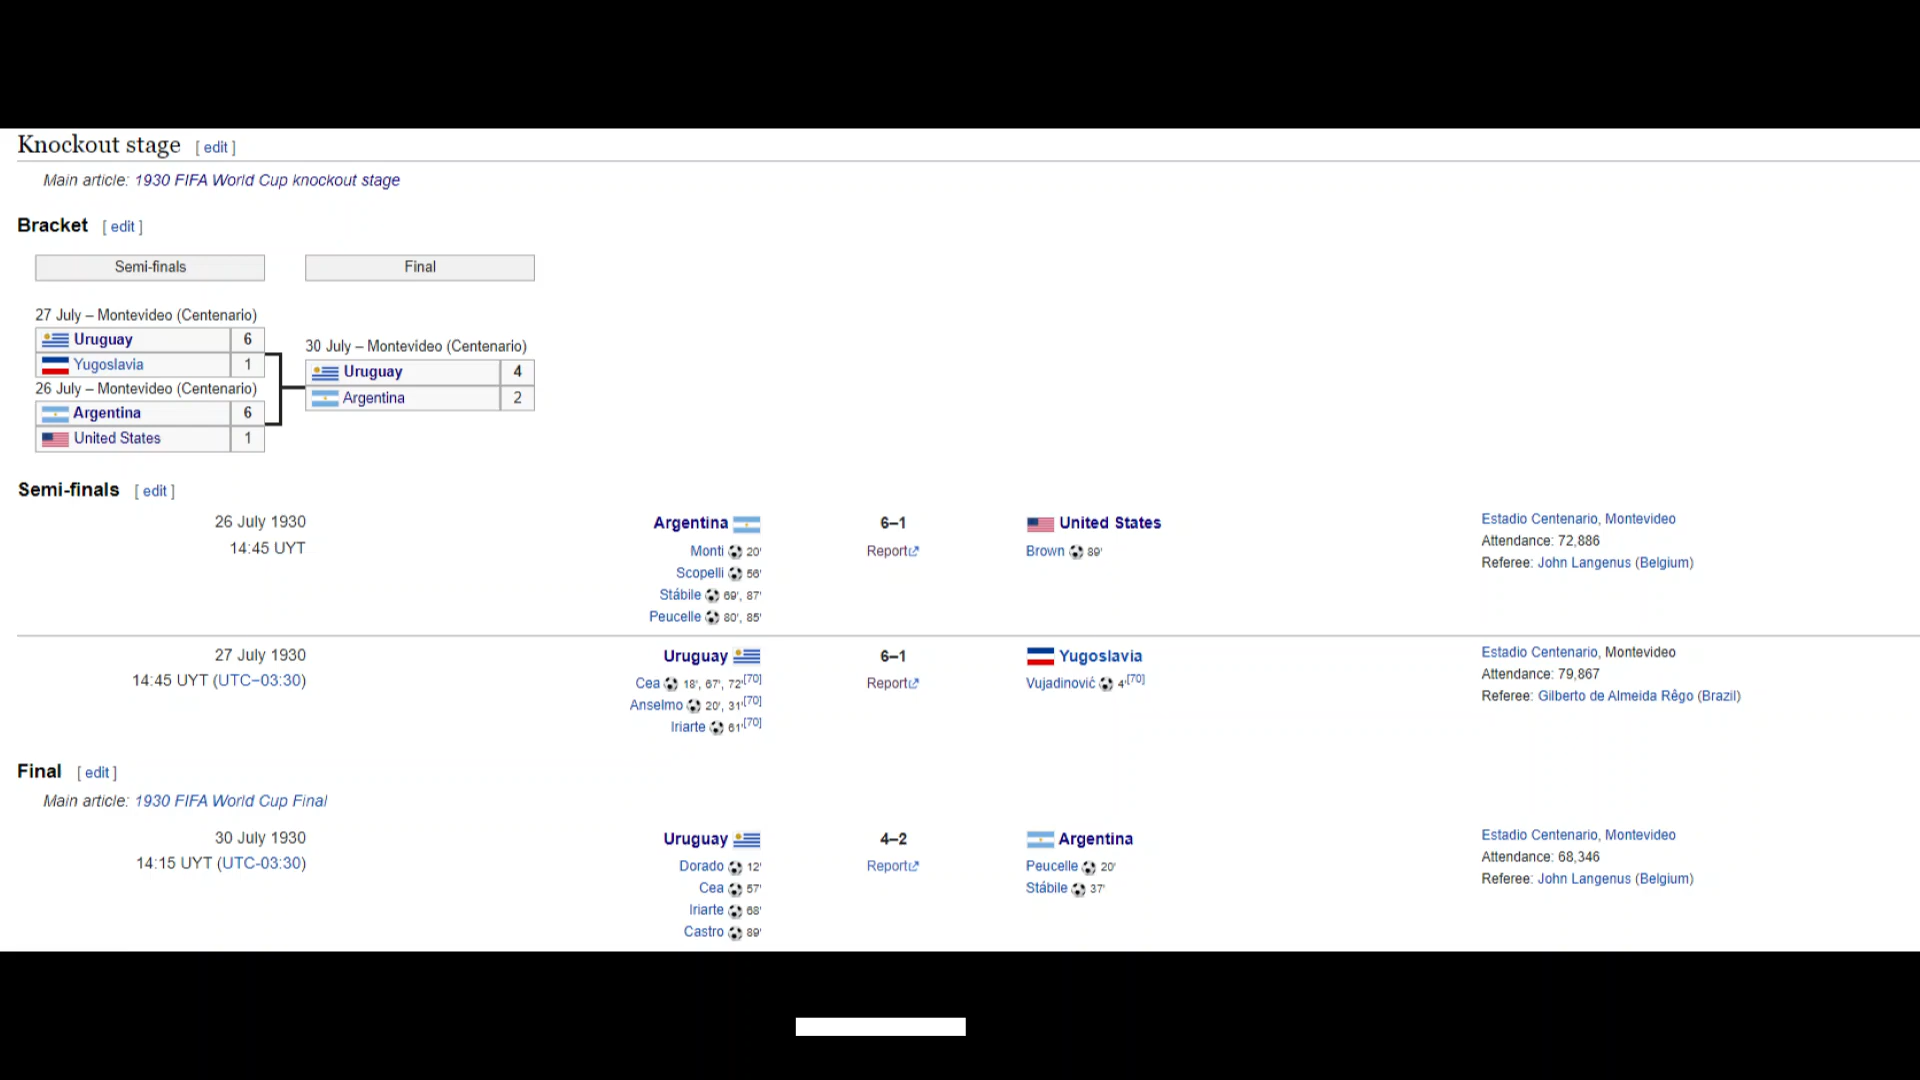 Knockout stage [ edit ]
Main article: 1930 FIFA World Cup knockout stage
Bracket [ edit ]
Semi-finals Final
27 July – Montevideo (Centenario)
Uruguay 6
Yugoslavia 1
26 July – Montevideo (Centenario)
Argentina 6
United States 1
30 July – Montevideo (Centenario)
Uruguay 4
Argentina 2
Semi-finals [ edit ]
26 July 1930
14:45 UYT
Argentina
Monti 20'
Scopelli 56'
Stábile 69', 87'
Peucelle 80', 85'
6–1
Report
United States
Brown 89'
Estadio Centenario, Montevideo
Attendance: 72,886
Referee: John Langenus (Belgium)
27 July 1930
14:45 UYT (UTC−03:30)
Uruguay
Cea 18', 67', 72'[70]
Anselmo 20', 31'[70]
Iriarte 61'[70]
6–1
Report
Yugoslavia
Vujadinović 4'[70]
Estadio Centenario, Montevideo
Attendance: 79,867
Referee: Gilberto de Almeida Rêgo (Brazil)
Final [ edit ]
Main article: 1930 FIFA World Cup Final
30 July 1930
14:15 UYT (UTC-03:30)
Uruguay
Dorado 12'
Cea 57'
Iriarte 68'
Castro 89'
4–2
Report
Argentina
Peucelle 20'
Stábile 37'
Estadio Centenario, Montevideo
Attendance: 68,346
Referee: John Langenus (Belgium)